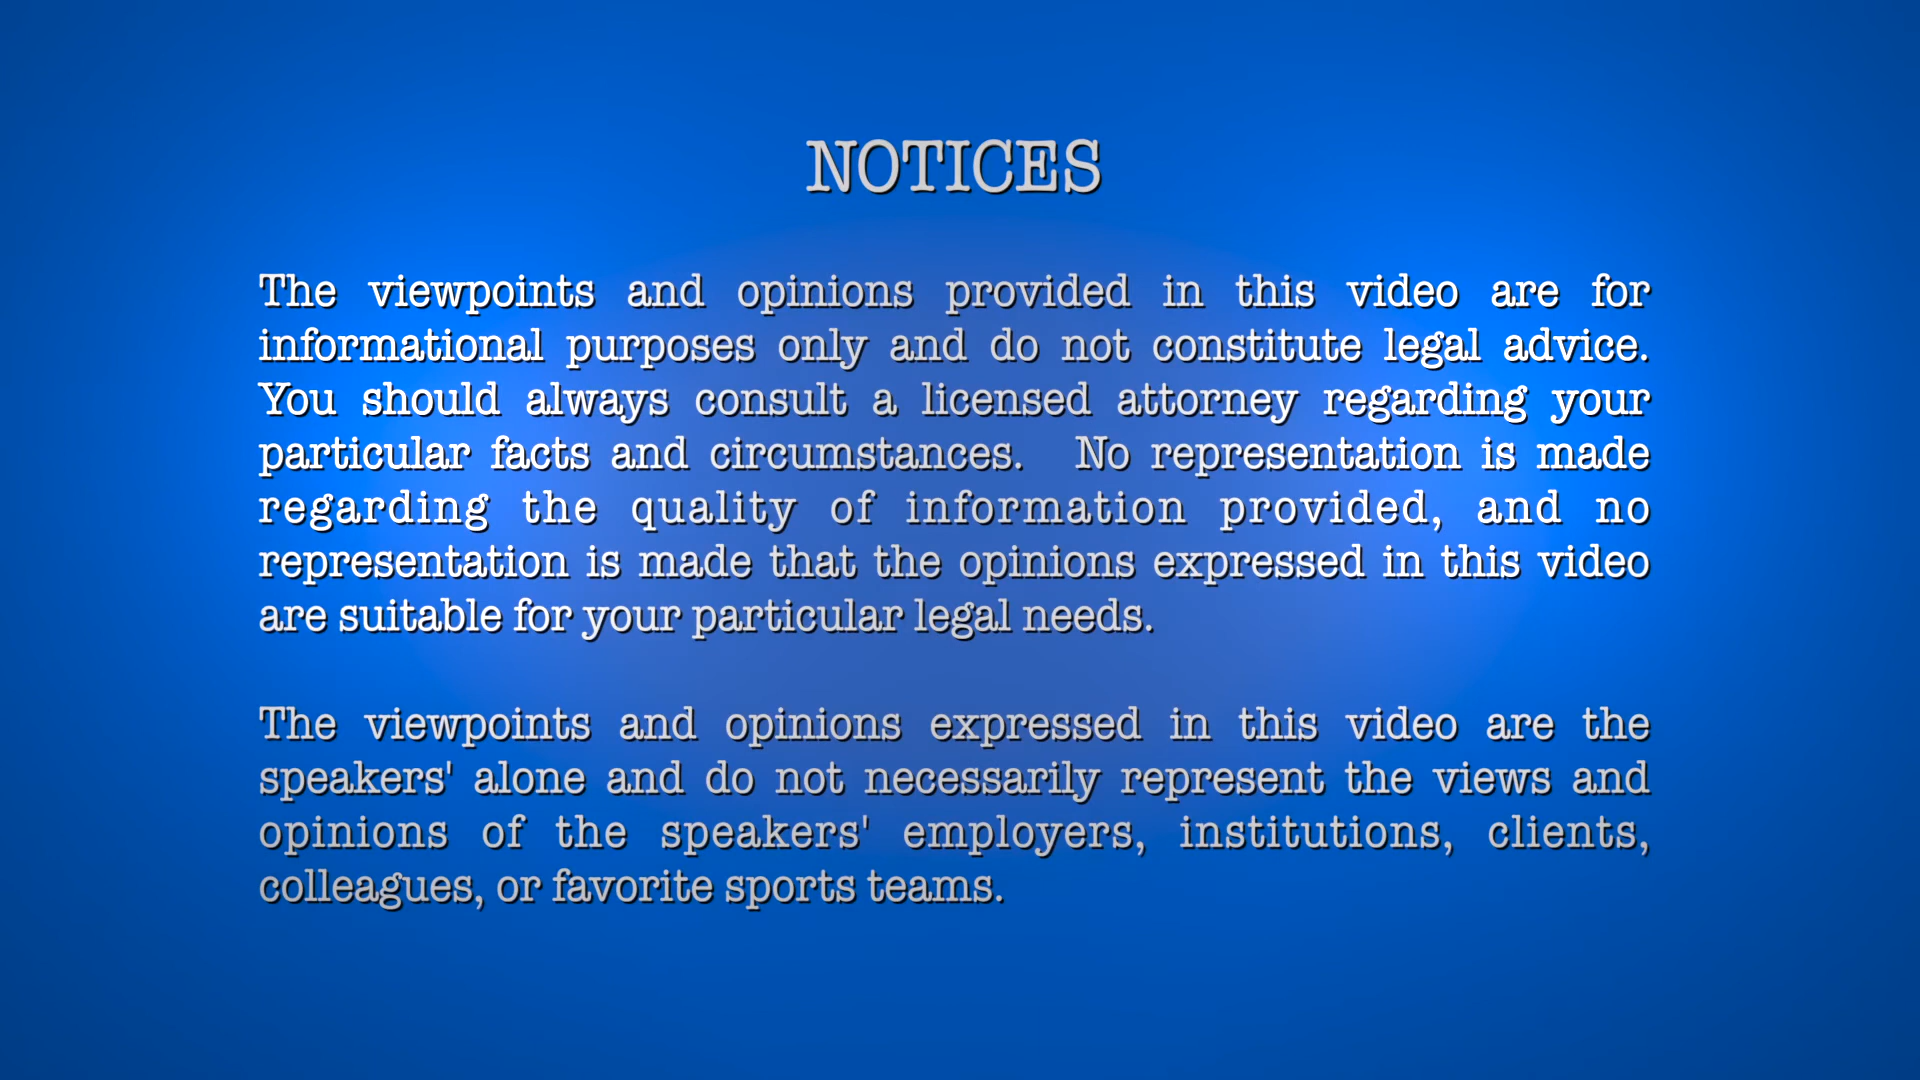 NOTICES
The viewpoints and opinions provided in this video are for
informational purposes only and do not constitute legal advice.
You should always consult a licensed attorney regarding your
particular facts and circumstances.  No representation is made
regarding the quality of information provided, and no
representation is made that the opinions expressed in this video
are suitable for your particular legal needs.
The viewpoints and opinions expressed in this video are the
speakers' alone and do not necessarily represent the views and
opinions of the speakers' employers, institutions, clients,
colleagues, or favorite sports teams.